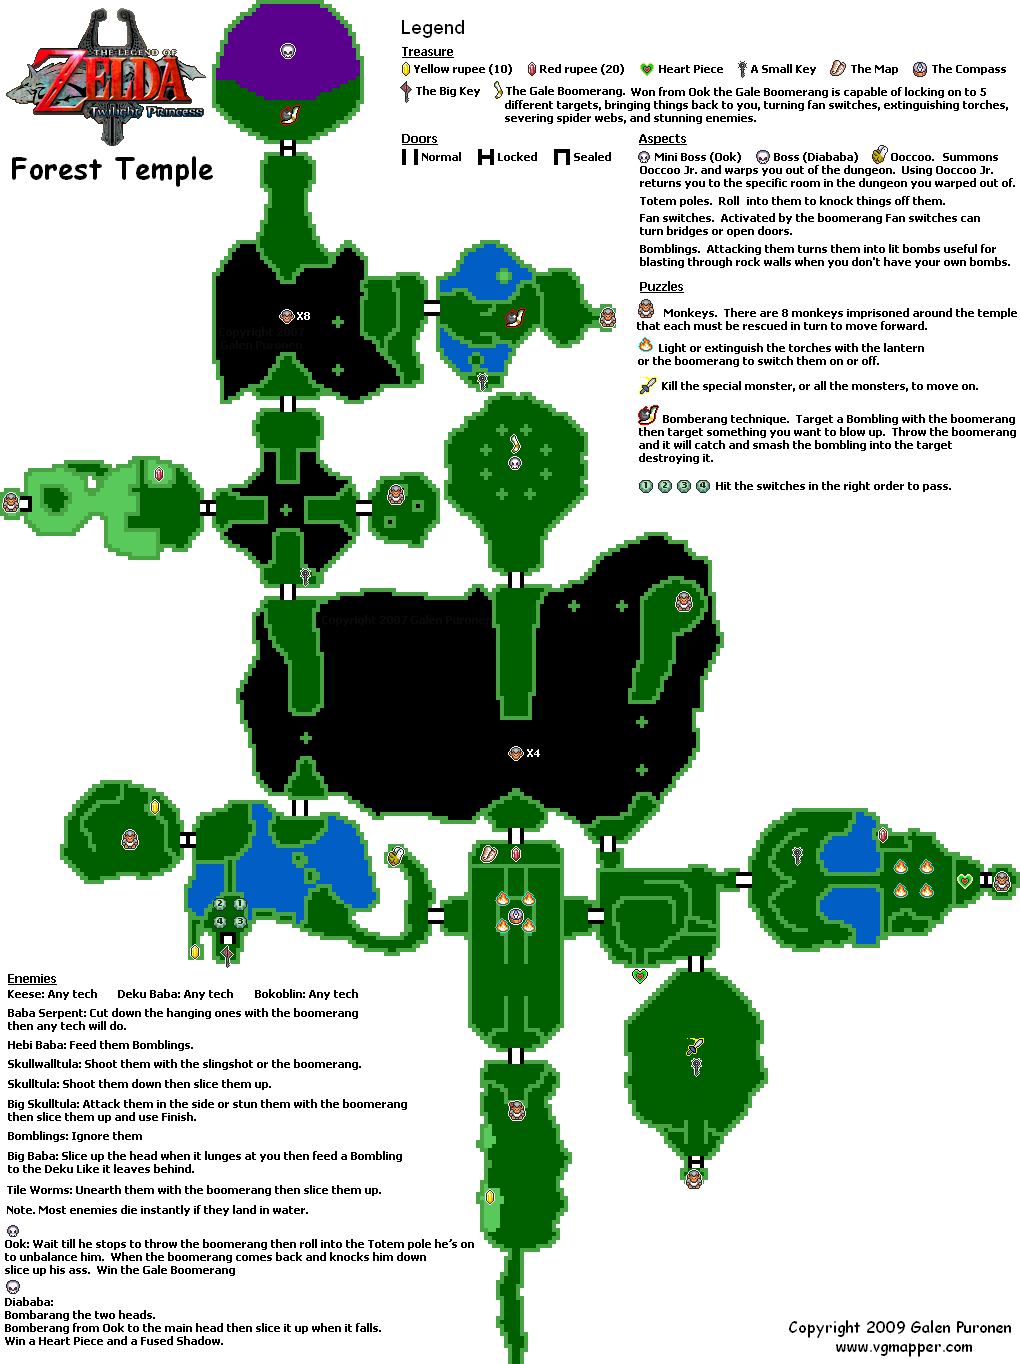 THE LEGEND OF
ZELDA
Twilight Princess
Forest Temple
Legend
Treasure
Yellow rupee (10) Red rupee (20) Heart Piece A Small Key The Map The Compass
The Big Key The Gale Boomerang. Won from Ook the Gale Boomerang is capable of locking on to 5
different targets, bringing things back to you, turning fan switches, extinguishing torches,
severing spider webs, and stunning enemies.
Doors
Normal Locked Sealed
Aspects
Mini Boss (Ook) Boss (Diababa) Ooccoo. Summons
Ooccoo Jr. and warps you out of the dungeon. Using Ooccoo Jr.
returns you to the specific room in the dungeon you warped out of.
Totem poles. Roll into them to knock things off them.
Fan switches. Activated by the boomerang Fan switches can
turn bridges or open doors.
Bomblings. Attacking them turns them into lit bombs useful for
blasting through rock walls when you don't have your own bombs.
Puzzles
Monkeys. There are 8 monkeys imprisoned around the temple
that each must be rescued in turn to move forward.
Light or extinguish the torches with the lantern
or the boomerang to switch them on or off.
Kill the special monster, or all the monsters, to move on.
Bomberang technique. Target a Bombling with the boomerang
then target something you want to blow up. Throw the boomerang
and it will catch and smash the bombling into the target
destroying it.
1 2 3 4 Hit the switches in the right order to pass.
X8
Copyright 2007
Galen Puronen
Copyright 2007 Galen Puronen
X4
2 1
4 3
Enemies
Keese: Any tech Deku Baba: Any tech Bokoblin: Any tech
Baba Serpent: Cut down the hanging ones with the boomerang
then any tech will do.
Hebi Baba: Feed them Bomblings.
Skullwalltula: Shoot them with the slingshot or the boomerang.
Skulltula: Shoot them down then slice them up.
Big Skulltula: Attack them in the side or stun them with the boomerang
then slice them up and use Finish.
Bomblings: Ignore them
Big Baba: Slice up the head when it lunges at you then feed a Bombling
to the Deku Like it leaves behind.
Tile Worms: Unearth them with the boomerang then slice them up.
Note. Most enemies die instantly if they land in water.
Ook: Wait till he stops to throw the boomerang then roll into the Totem pole he's on
to unbalance him. When the boomerang comes back and knocks him down
slice up his ass. Win the Gale Boomerang
Diababa:
Bombarang the two heads.
Bomberang from Ook to the main head then slice it up when it falls.
Win a Heart Piece and a Fused Shadow.
Copyright 2009 Galen Puronen
www.vgmapper.com